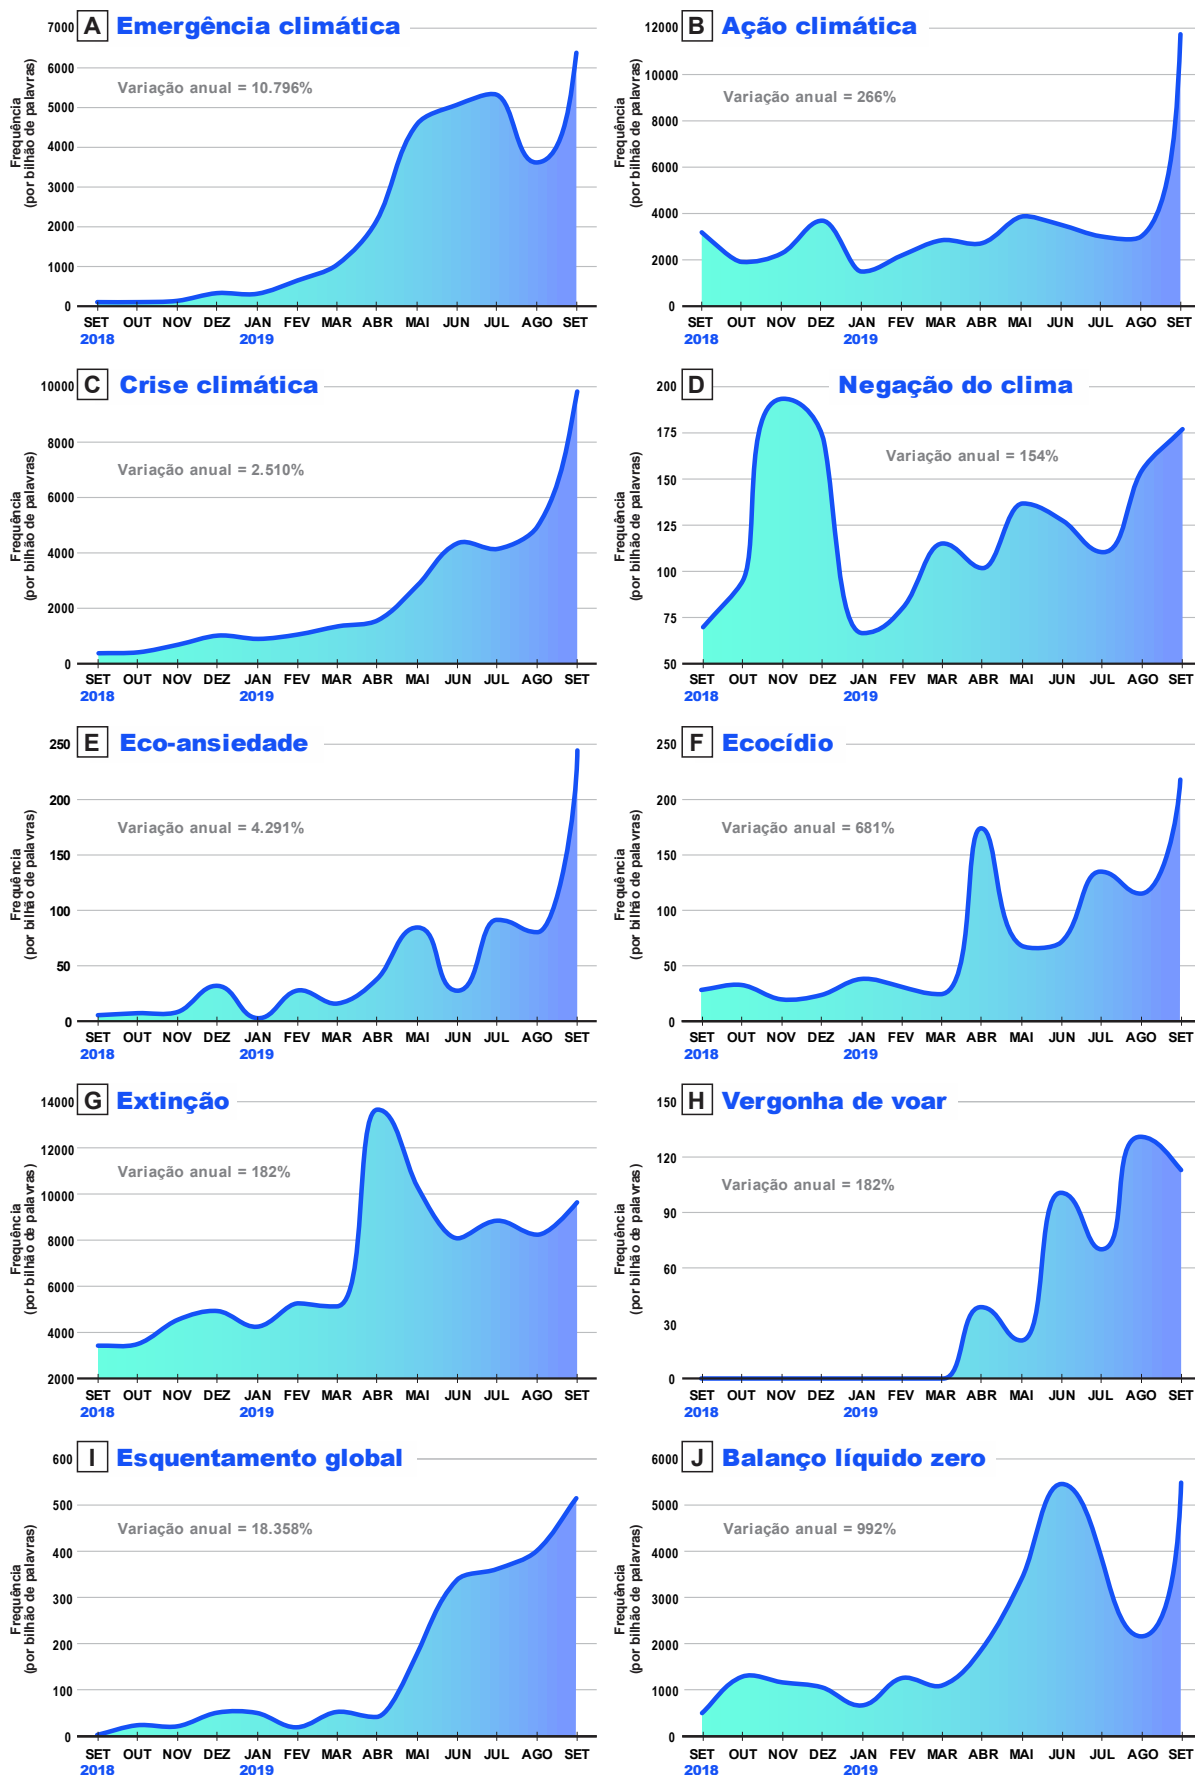 A Emergência climática
Variação anual = 10.796%
Frequência
(por bilhão de palavras)
7000
6000
5000
4000
3000
2000
1000
0
SET OUT NOV DEZ JAN FEV MAR ABR MAI JUN JUL AGO SET
2018 2019
B Ação climática
Variação anual = 266%
Frequência
(por bilhão de palavras)
12000
10000
8000
6000
4000
2000
0
SET OUT NOV DEZ JAN FEV MAR ABR MAI JUN JUL AGO SET
2018 2019
C Crise climática
Variação anual = 2.510%
Frequência
(por bilhão de palavras)
10000
8000
6000
4000
2000
0
SET OUT NOV DEZ JAN FEV MAR ABR MAI JUN JUL AGO SET
2018 2019
D Negação do clima
Variação anual = 154%
Frequência
(por bilhão de palavras)
200
175
150
125
100
75
50
SET OUT NOV DEZ JAN FEV MAR ABR MAI JUN JUL AGO SET
2018 2019
E Eco-ansiedade
Variação anual = 4.291%
Frequência
(por bilhão de palavras)
250
200
150
100
50
0
SET OUT NOV DEZ JAN FEV MAR ABR MAI JUN JUL AGO SET
2018 2019
F Ecocídio
Variação anual = 681%
Frequência
(por bilhão de palavras)
250
200
150
100
50
0
SET OUT NOV DEZ JAN FEV MAR ABR MAI JUN JUL AGO SET
2018 2019
G Extinção
Variação anual = 182%
Frequência
(por bilhão de palavras)
14000
12000
10000
8000
6000
4000
2000
SET OUT NOV DEZ JAN FEV MAR ABR MAI JUN JUL AGO SET
2018 2019
H Vergonha de voar
Variação anual = 182%
Frequência
(por bilhão de palavras)
150
120
90
60
30
0
SET OUT NOV DEZ JAN FEV MAR ABR MAI JUN JUL AGO SET
2018 2019
I Esquentamento global
Variação anual = 18.358%
Frequência
(por bilhão de palavras)
600
500
400
300
200
100
0
SET OUT NOV DEZ JAN FEV MAR ABR MAI JUN JUL AGO SET
2018 2019
J Balanço líquido zero
Variação anual = 992%
Frequência
(por bilhão de palavras)
6000
5000
4000
3000
2000
1000
0
SET OUT NOV DEZ JAN FEV MAR ABR MAI JUN JUL AGO SET
2018 2019